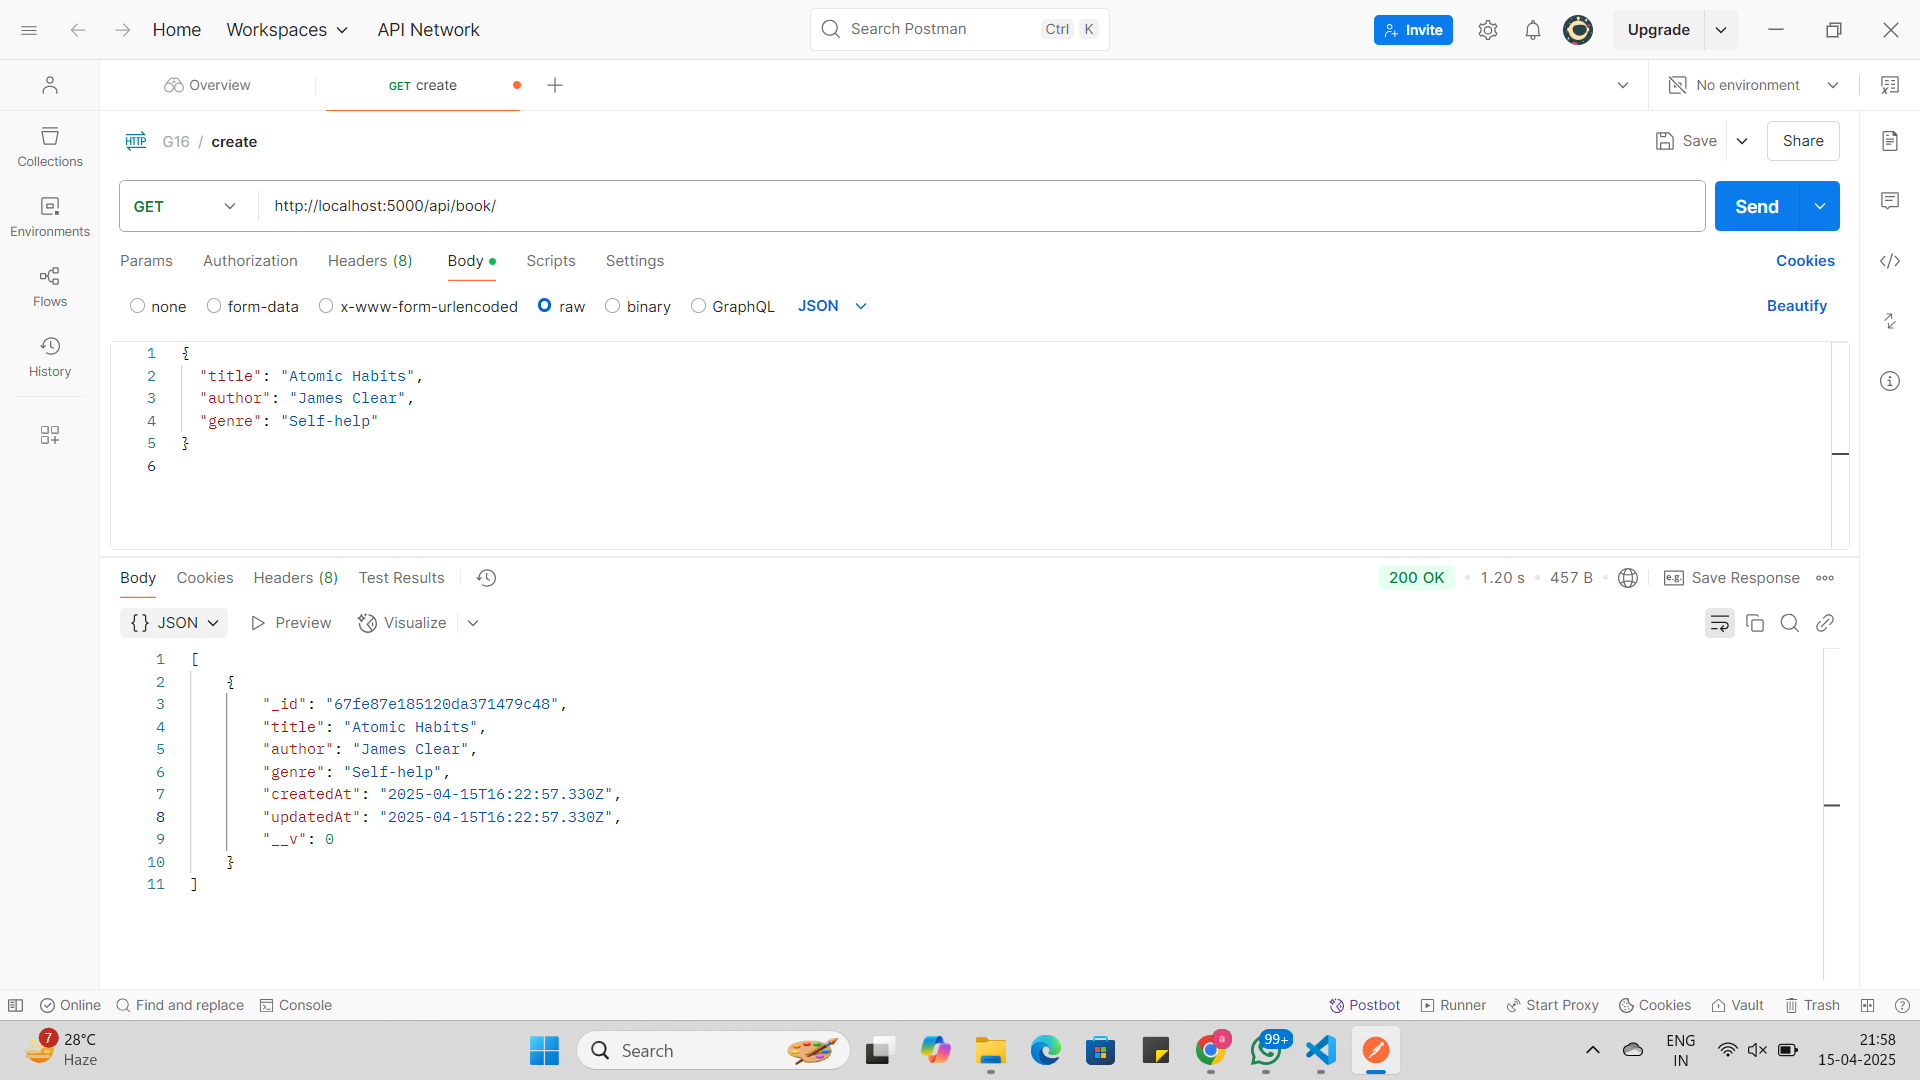 Home Workspaces API Network Search Postman Ctrl K Invite Upgrade
Overview GET create No environment
HTTP G16 / create Save Share
Collections
GET http://localhost:5000/api/book/ Send
Environments
Params Authorization Headers (8) Body Scripts Settings Cookies
Flows
none form-data x-www-form-urlencoded raw binary GraphQL JSON Beautify
History
1 {
2 "title": "Atomic Habits",
3 "author": "James Clear",
4 "genre": "Self-help"
5 }
6
Body Cookies Headers (8) Test Results 200 OK 1.20 s 457 B e.g. Save Response
{} JSON Preview Visualize
1 [
2 {
3 "_id": "67fe87e185120da371479c48",
4 "title": "Atomic Habits",
5 "author": "James Clear",
6 "genre": "Self-help",
7 "createdAt": "2025-04-15T16:22:57.330Z",
8 "updatedAt": "2025-04-15T16:22:57.330Z",
9 "__v": 0
10 }
11 ]
Online Find and replace Console Postbot Runner Start Proxy Cookies Vault Trash
7 28°C Search a 99+ ENG 21:58
Haze IN 15-04-2025